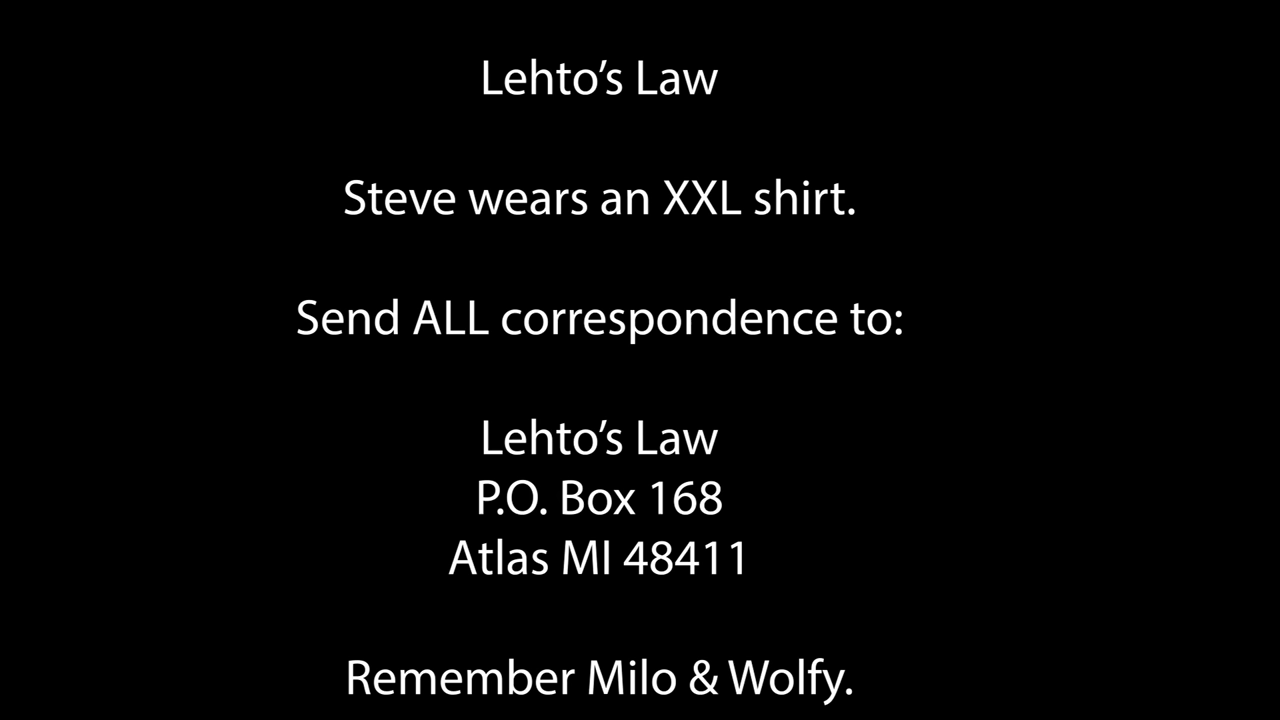 Lehto’s Law
Steve wears an XXL shirt.
Send ALL correspondence to:
Lehto’s Law
P.O. Box 168
Atlas MI 48411
Remember Milo & Wolfy.